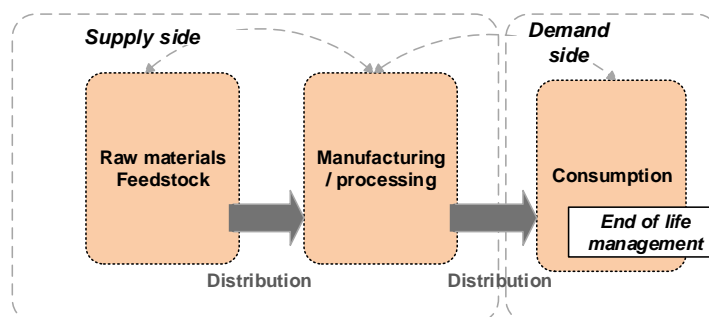 Supply side
Demand
side
Raw materials
Feedstock
Manufacturing
/ processing
Consumption
End of life
management
Distribution
Distribution